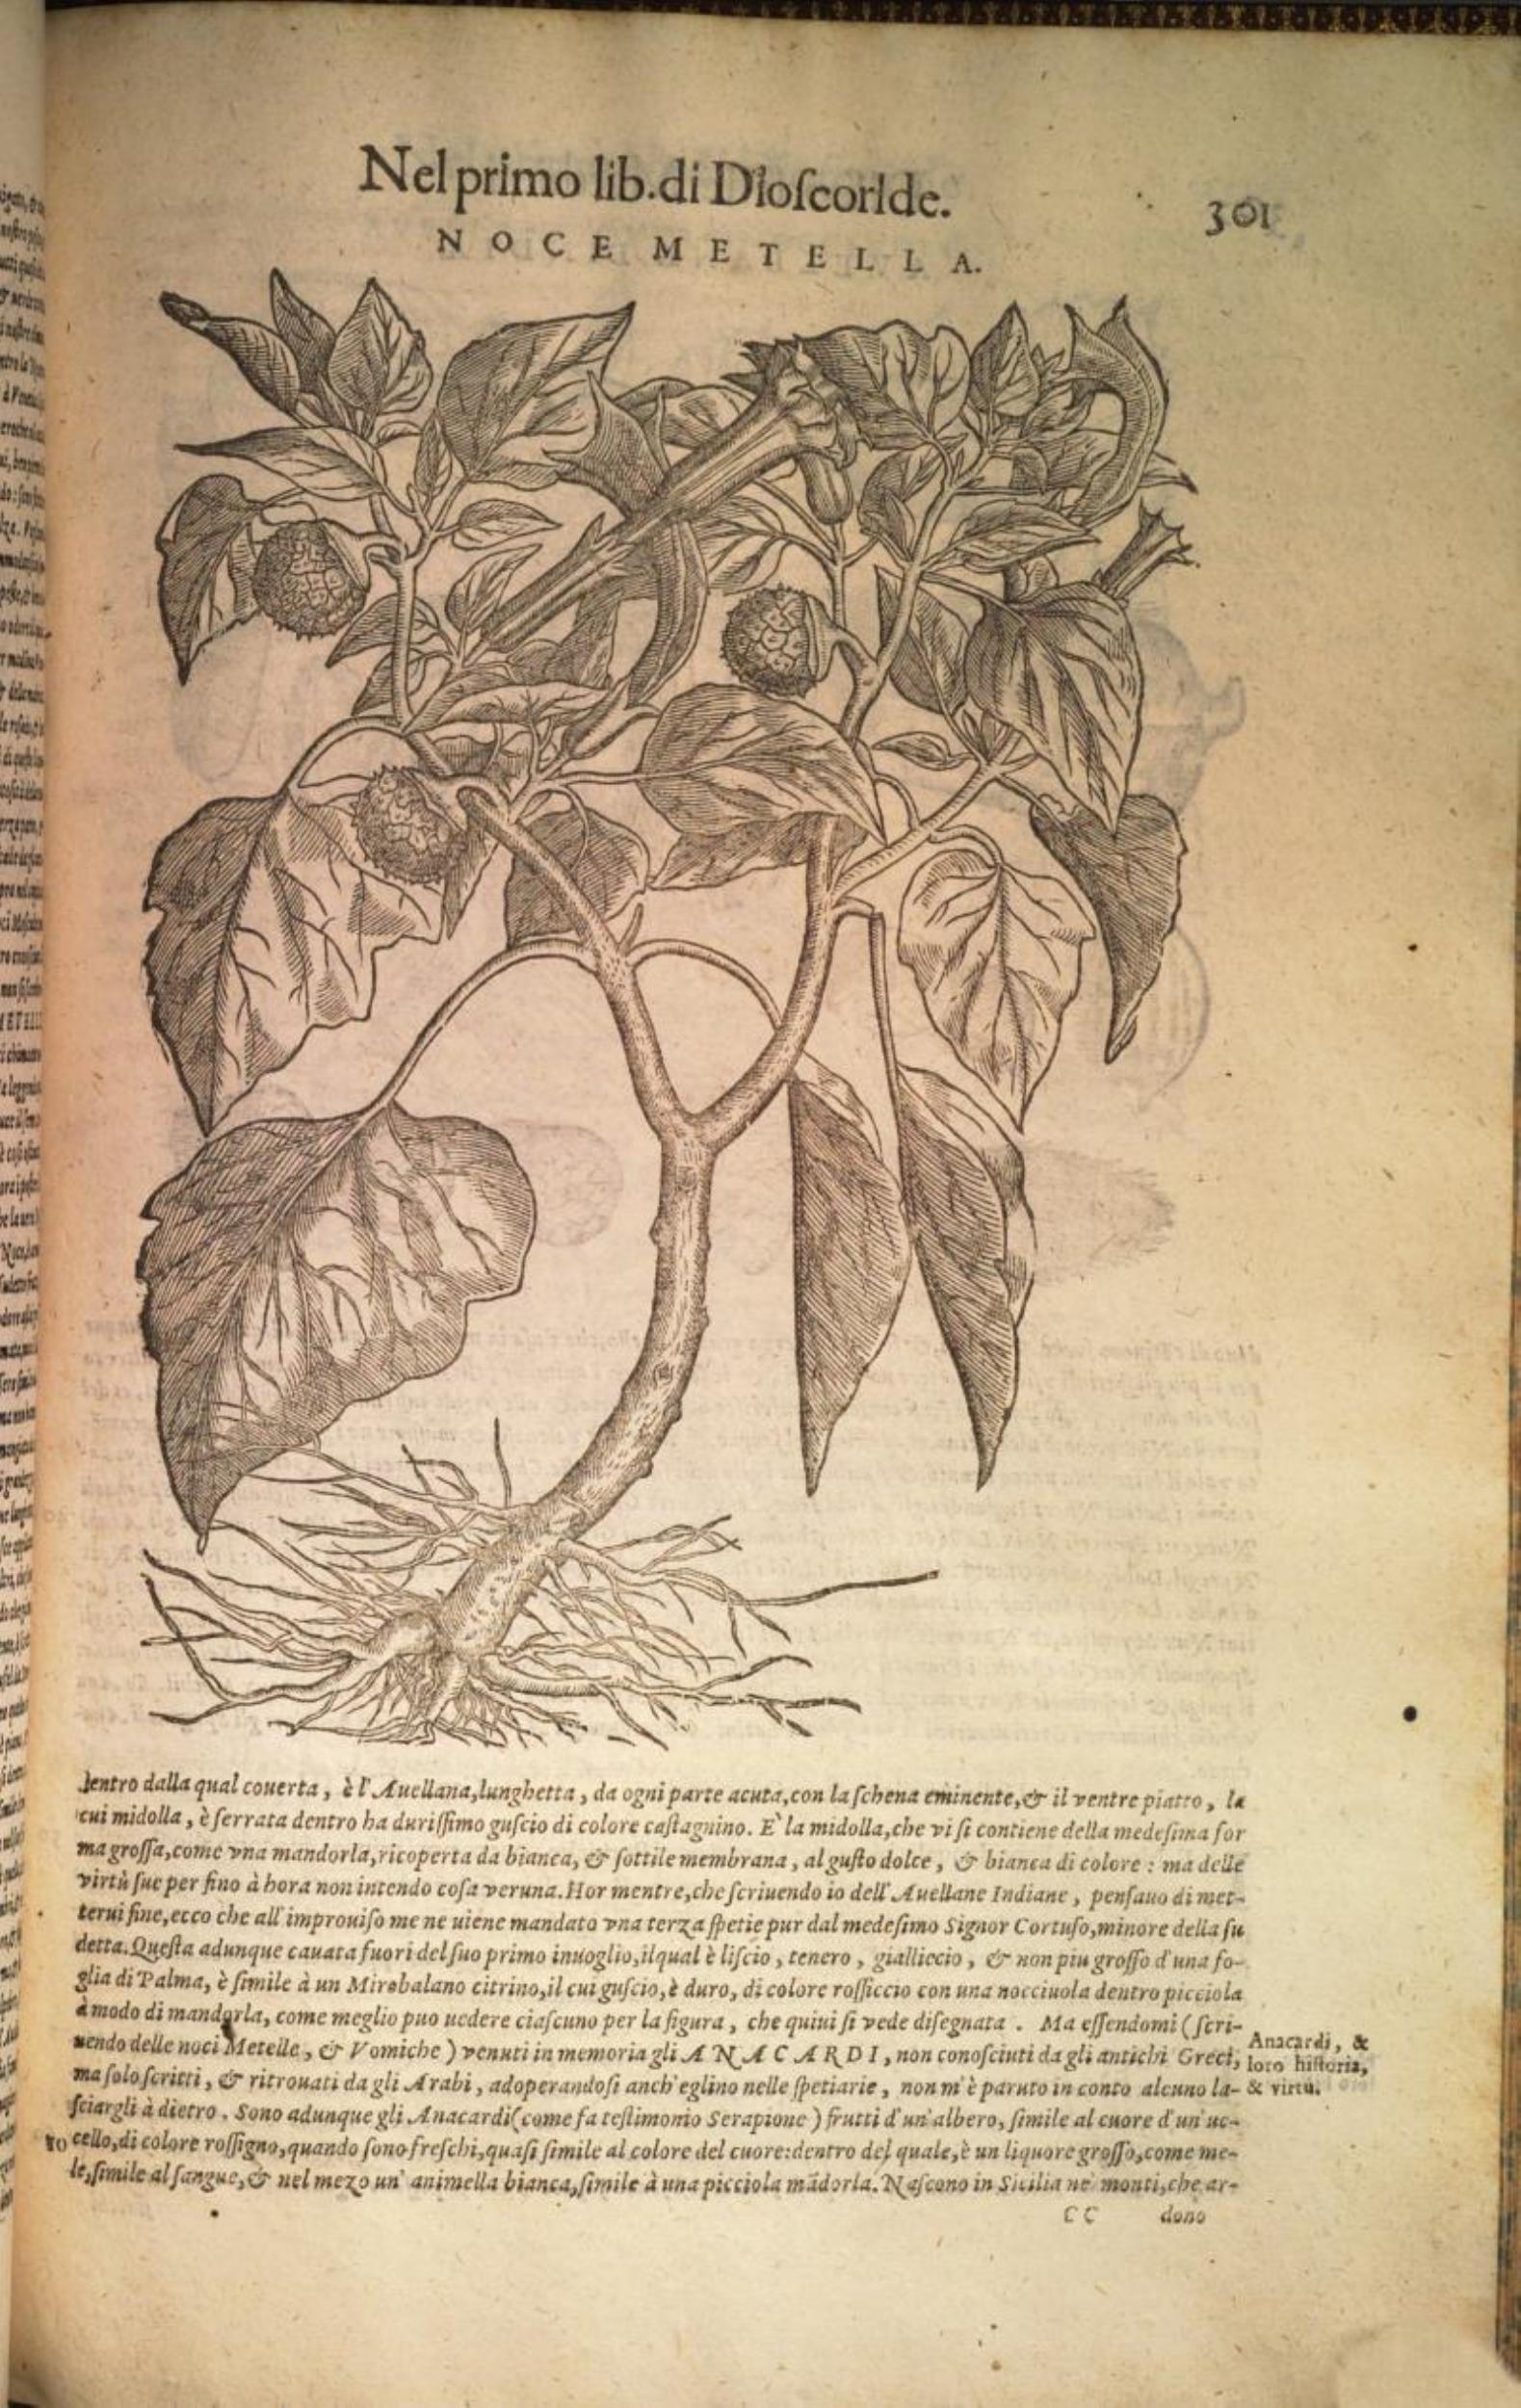 Nel primo lib. di Dioſcoride.
301
NOCE METELLA.
dentro dalla qual couerta, è l'Auellana, lunghetta, da ogni parte acuta, con la ſchena eminente, & il ventre piatto, la
cui midolla, è ſerrata dentro ha duriſſimo guſcio di colore caſtagnino. E` la midolla, che vi ſi contiene della medeſima for
ma groſſa, come vna mandorla, ricoperta da bianca, & ſottile membrana, al guſto dolce, & bianca di colore: ma delle
virtù ſue per fino à hora non intendo coſa veruna. Hor mentre, che ſcriuendo io dell'Auellane Indiane, penſauo di met-
terui fine, ecco che all'improuiſo me ne uiene mandato vna terza ſpetie pur dal medeſimo Signor Cortuſo, minore della ſu
detta. Queſta adunque cauata fuori del ſuo primo inuoglio, ilqual è liſcio, tenero, gialliccio, & non piu groſſo d'una fo-
glia di Palma, è ſimile à un Mirobalano citrino, il cui guſcio, è duro, di colore roſſiccio con una nocciuola dentro picciola
à modo di mandorla, come meglio puo uedere ciaſcuno per la figura, che quiui ſi vede diſegnata. Ma eſſendomi (ſcri-
uendo delle noci Metelle, & Vomiche) venuti in memoria gli ANACARDI, non conoſciuti da gli antichi Greci,
ma ſolo ſcritti, & ritrouati da gli Arabi, adoperandoſi anch'eglino nelle ſpetiarie, non m'è paruto in conto alcuno la-
ſciargli à dietro. Sono adunque gli Anacardi (come fa teſtimonio Serapione) frutti d'un'albero, ſimile al cuore d'un'uc-
cello, di colore roſſigno, quando ſono freſchi, quaſi ſimile al colore del cuore: dentro del quale, è un liquore groſſo, come me-
le, ſimile al ſangue, & nel mezo un'animella bianca, ſimile à una picciola mādorla. Naſcono in Sicilia ne' monti, che ar-
Anacardi, &
loro hiſtoria,
& virtù.
CC dono